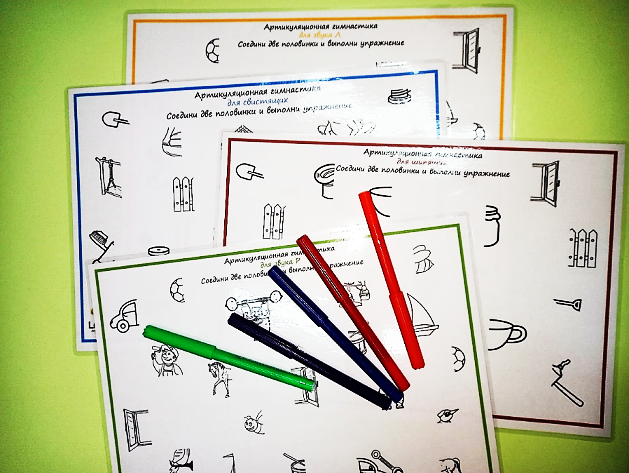 Артикуляционная гимнастика
для звука Л
Соедини две половинки и выполни упражнение
Артикуляционная гимнастика
для свистящих
Соедини две половинки и выполни упражнение
Артикуляционная гимнастика
для шипящих
Соедини две половинки и выполни упражнение
Артикуляционная гимнастика
для звука Р
Соедини две половинки и выполни упражнение